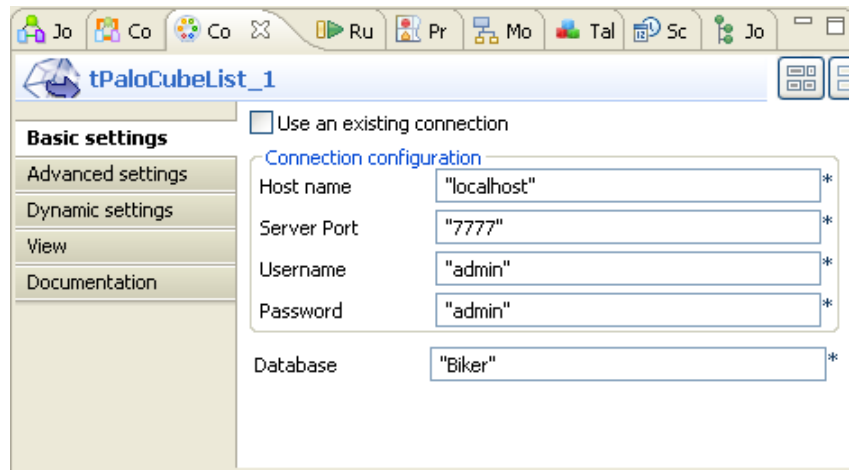 Jo Co Co Ru Pr Mo Tal Sc Jo
tPaloCubeList_1
Basic settings
Advanced settings
Dynamic settings
View
Documentation
Use an existing connection
Connection configuration
Host name "localhost" *
Server Port "7777" *
Username "admin" *
Password "admin" *
Database "Biker" *